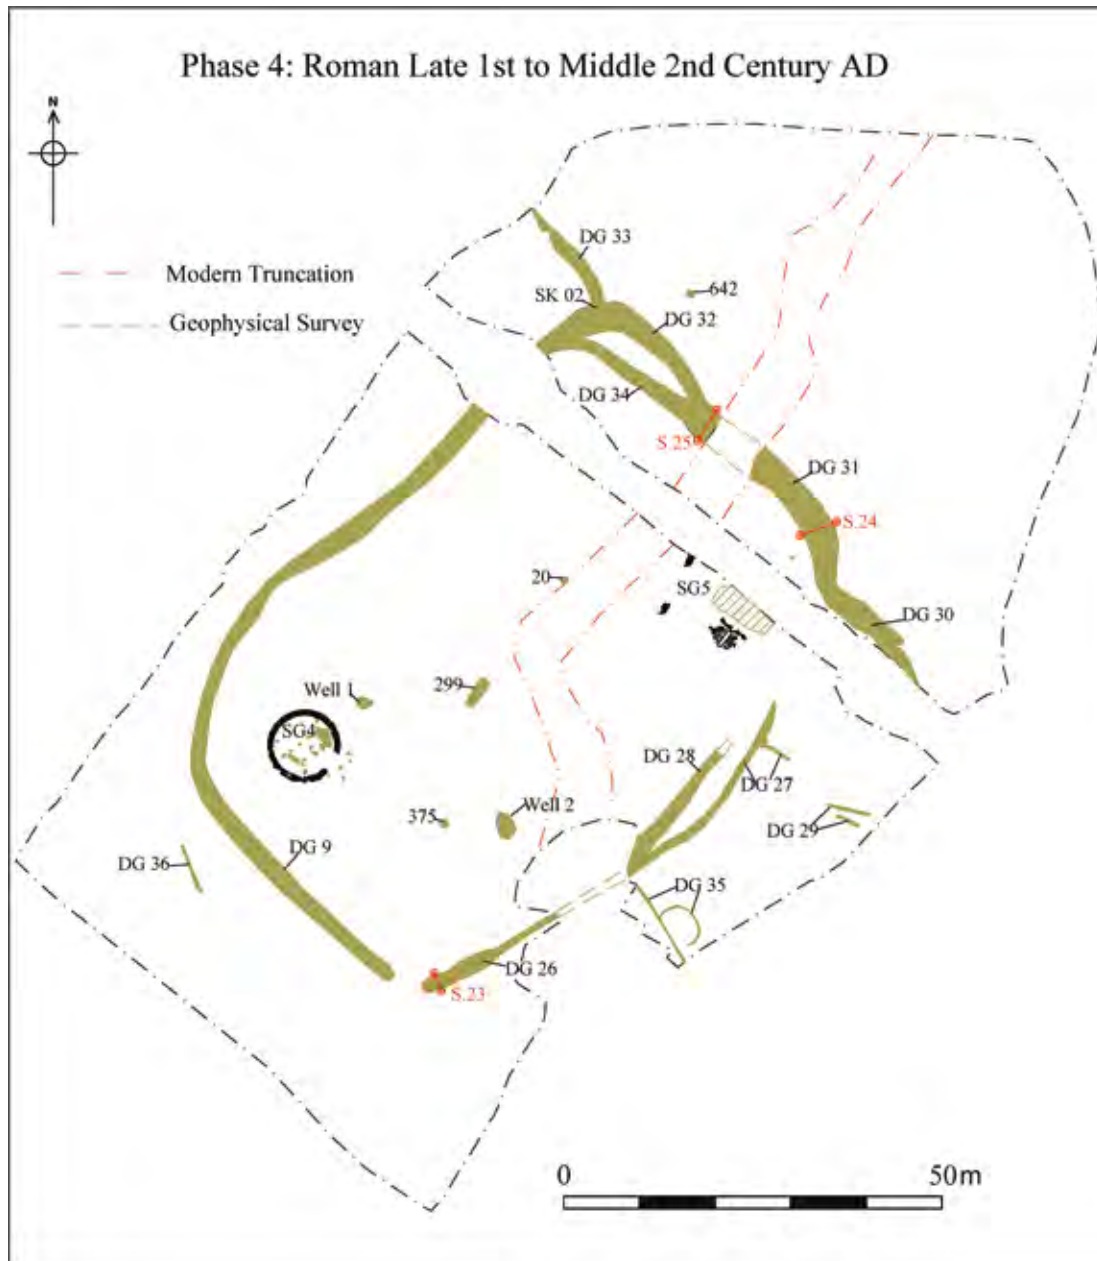 Phase 4: Roman Late 1st to Middle 2nd Century AD
N
Modern Truncation
Geophysical Survey
DG 33
SK 02
642
DG 32
DG 34
S.25
DG 31
S.24
20
SG5
DG 30
Well 1
299
SG4
DG 28
DG 27
375
Well 2
DG 29
DG 36
DG 9
DG 35
DG 26
S.23
0
50m